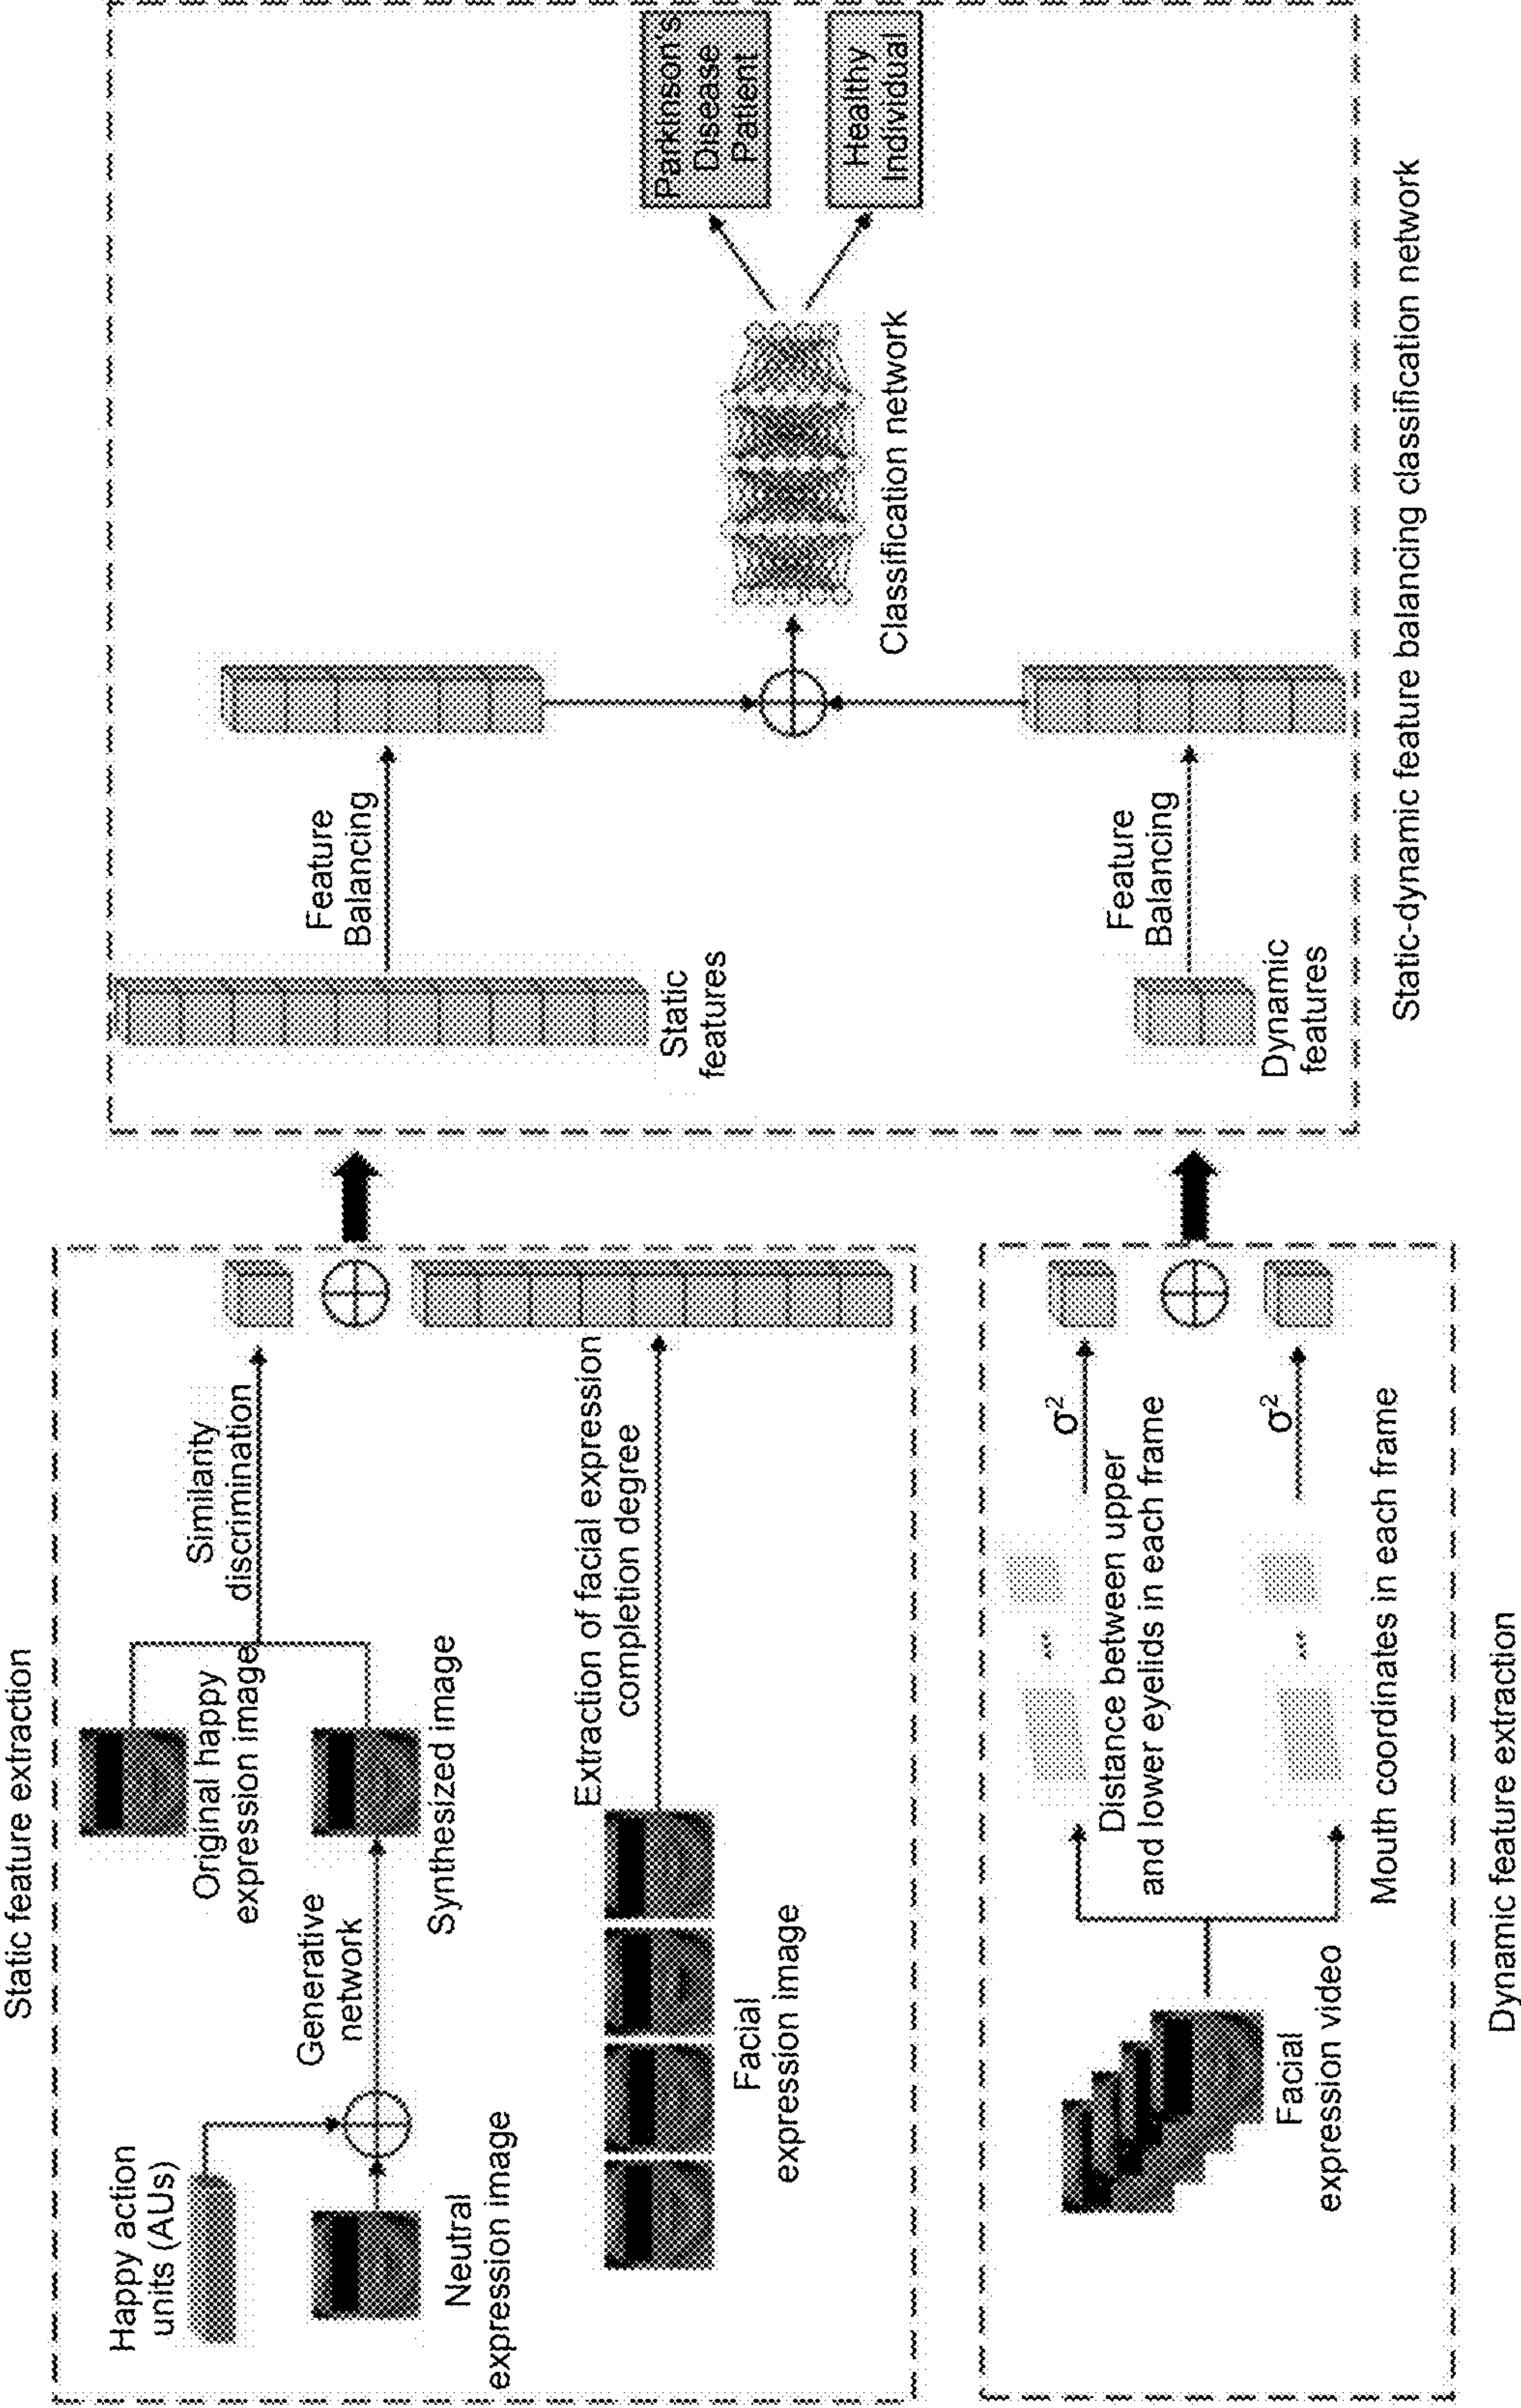 Static feature extraction
Happy action
units (AUs)
Neutral
expression image
Generative
network
Original happy
expression image
Synthesized image
Similarity
discrimination
Facial
expression image
Extraction of facial expression
completion degree
Facial
expression video
Distance between upper
and lower eyelids in each frame
σ²
Mouth coordinates in each frame
σ²
Dynamic feature extraction
Static
features
Feature
Balancing
Dynamic
features
Feature
Balancing
Classification network
Parkinson's
Disease
Patient
Healthy
Individual
Static-dynamic feature balancing classification network